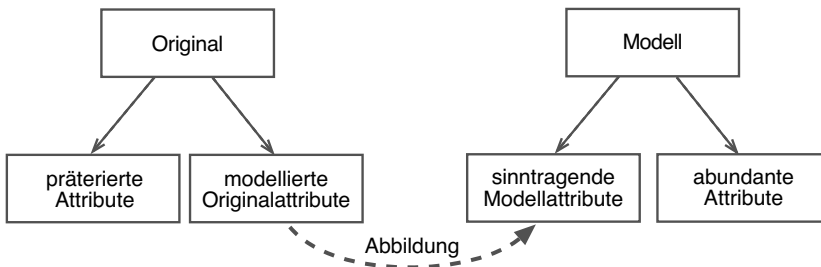 Original
Modell
präterierte
Attribute
modellierte
Originalattribute
sinntragende
Modellattribute
abundante
Attribute
Abbildung